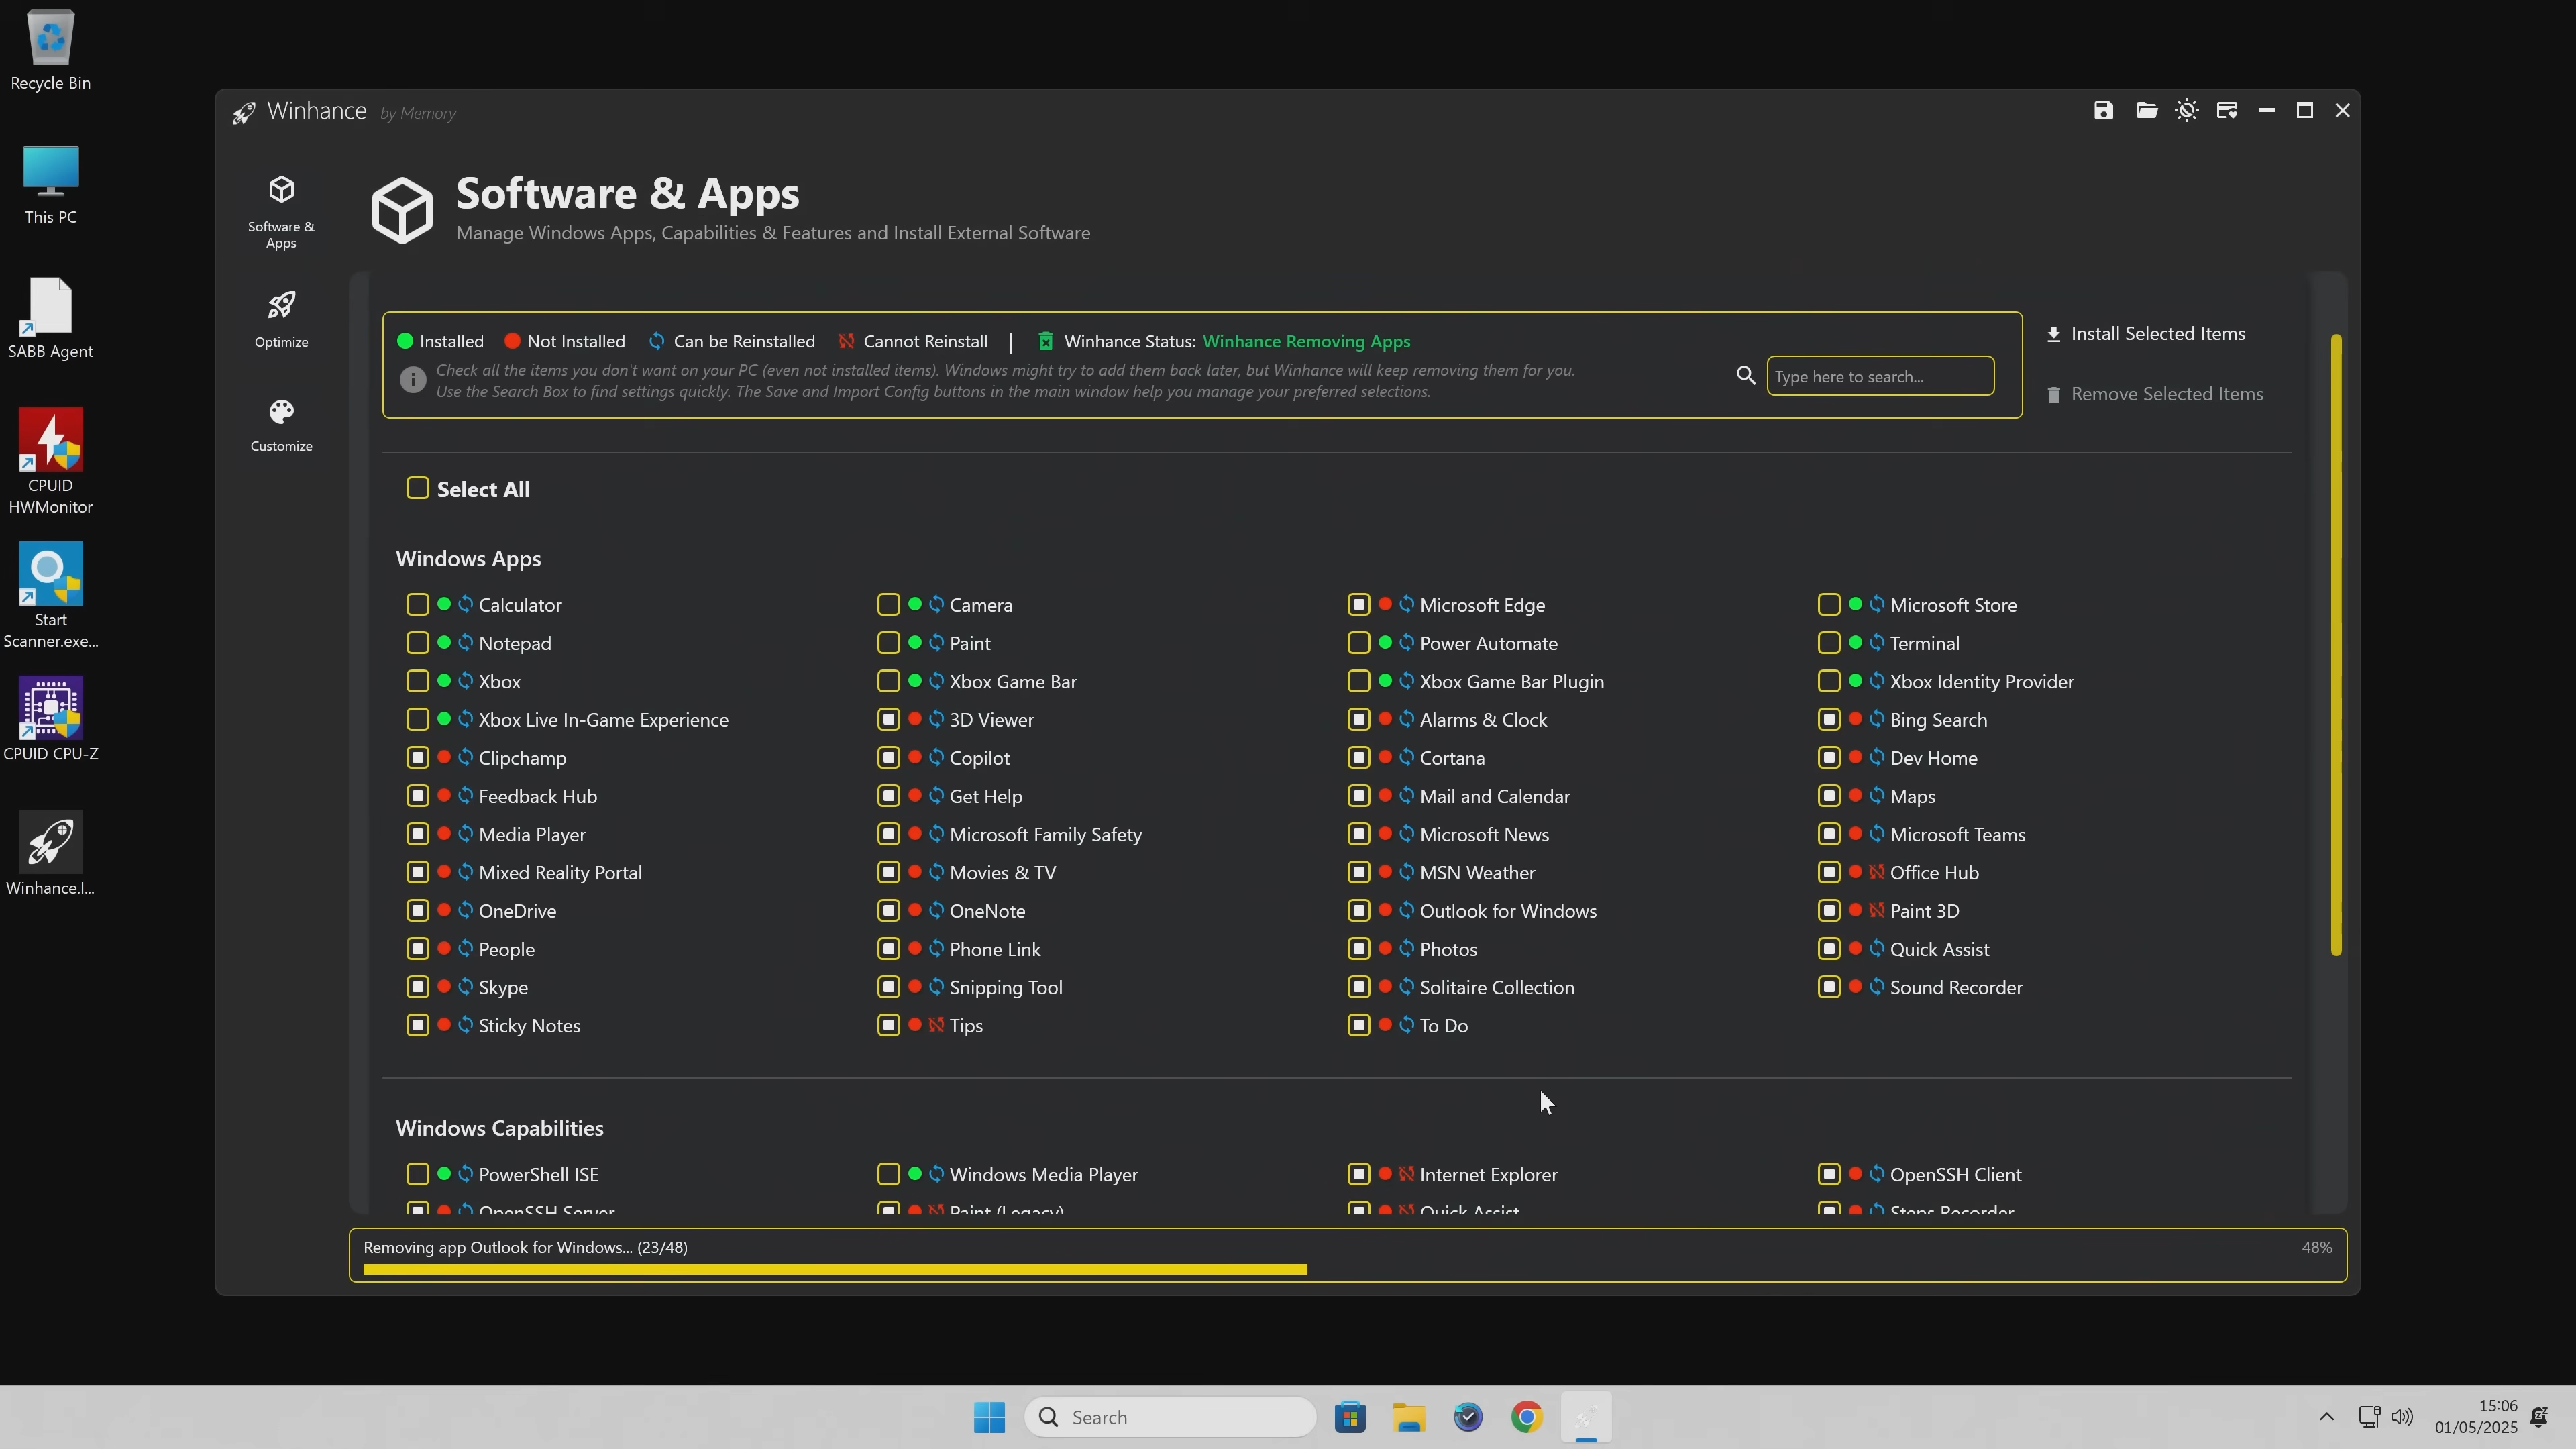 Recycle Bin
This PC
SABB Agent
CPUID
HWMonitor
Start
Scanner.exe...
CPUID CPU-Z
Winhance.l...
Winhance by Memory
Software &
Apps
Optimize
Customize
Software & Apps
Manage Windows Apps, Capabilities & Features and Install External Software
Installed Not Installed Can be Reinstalled Cannot Reinstall | Winhance Status: Winhance Removing Apps
Check all the items you don't want on your PC (even not installed items). Windows might try to add them back later, but Winhance will keep removing them for you.
Use the Search Box to find settings quickly. The Save and Import Config buttons in the main window help you manage your preferred selections.
Type here to search...
Install Selected Items
Remove Selected Items
Select All
Windows Apps
Calculator Camera Microsoft Edge Microsoft Store
Notepad Paint Power Automate Terminal
Xbox Xbox Game Bar Xbox Game Bar Plugin Xbox Identity Provider
Xbox Live In-Game Experience 3D Viewer Alarms & Clock Bing Search
Clipchamp Copilot Cortana Dev Home
Feedback Hub Get Help Mail and Calendar Maps
Media Player Microsoft Family Safety Microsoft News Microsoft Teams
Mixed Reality Portal Movies & TV MSN Weather Office Hub
OneDrive OneNote Outlook for Windows Paint 3D
People Phone Link Photos Quick Assist
Skype Snipping Tool Solitaire Collection Sound Recorder
Sticky Notes Tips To Do
Windows Capabilities
PowerShell ISE Windows Media Player Internet Explorer OpenSSH Client
OpenSSH Server Paint (Legacy) Quick Assist Steps Recorder
Removing app Outlook for Windows... (23/48) 48%
Search
15:06
01/05/2025